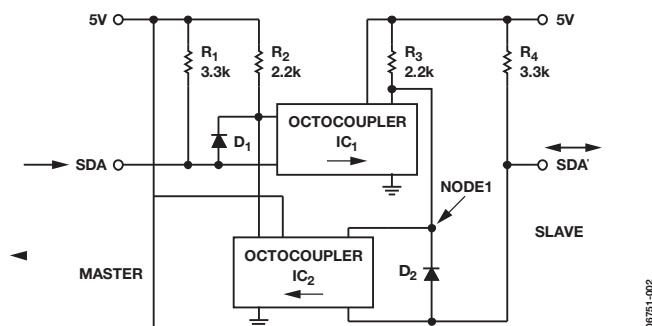 5V
5V
R1
3.3k
R2
2.2k
R3
2.2k
R4
3.3k
OCTOCOUPLER
IC1
D1
SDA
SDA'
NODE1
SLAVE
OCTOCOUPLER
IC2
D2
MASTER
06751-002